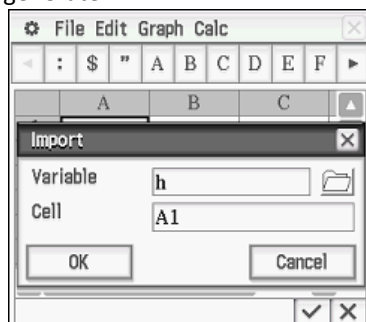 File Edit Graph Calc
: $ " A B C D E F
A B C
Import
Variable h
Cell A1
OK Cancel